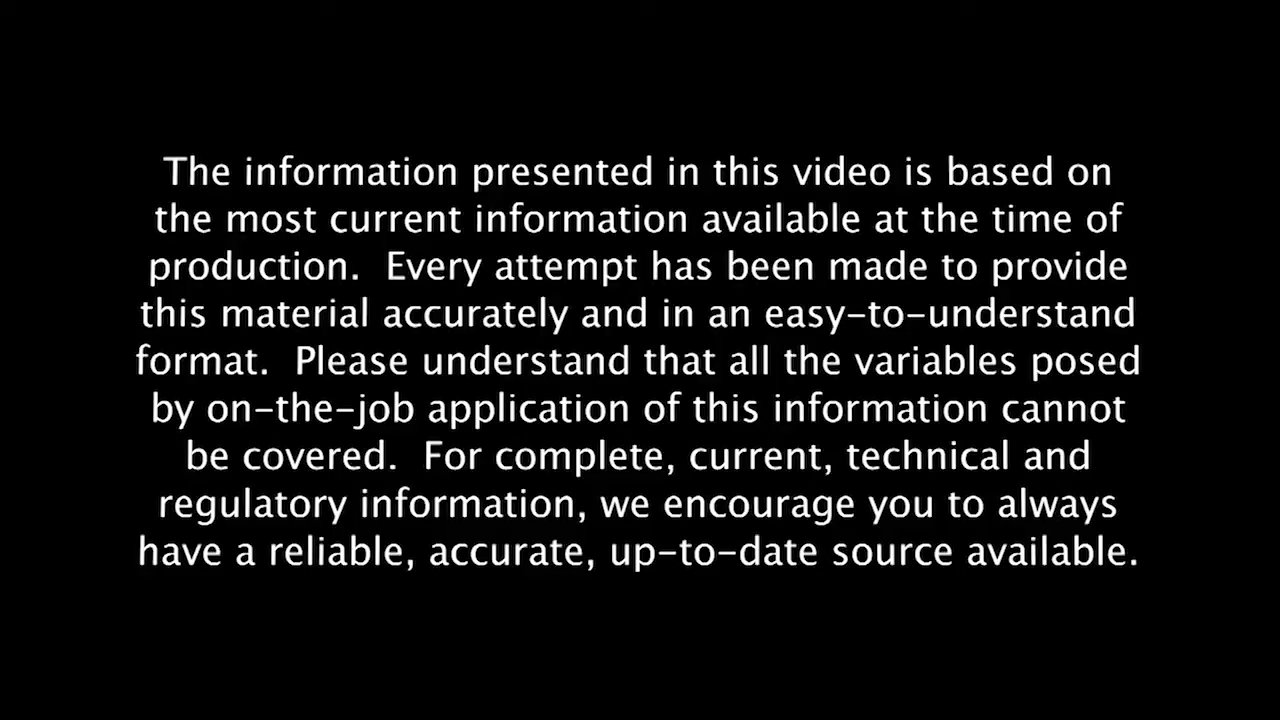 The information presented in this video is based on
the most current information available at the time of
production.  Every attempt has been made to provide
this material accurately and in an easy-to-understand
format.  Please understand that all the variables posed
by on-the-job application of this information cannot
be covered.  For complete, current, technical and
regulatory information, we encourage you to always
have a reliable, accurate, up-to-date source available.